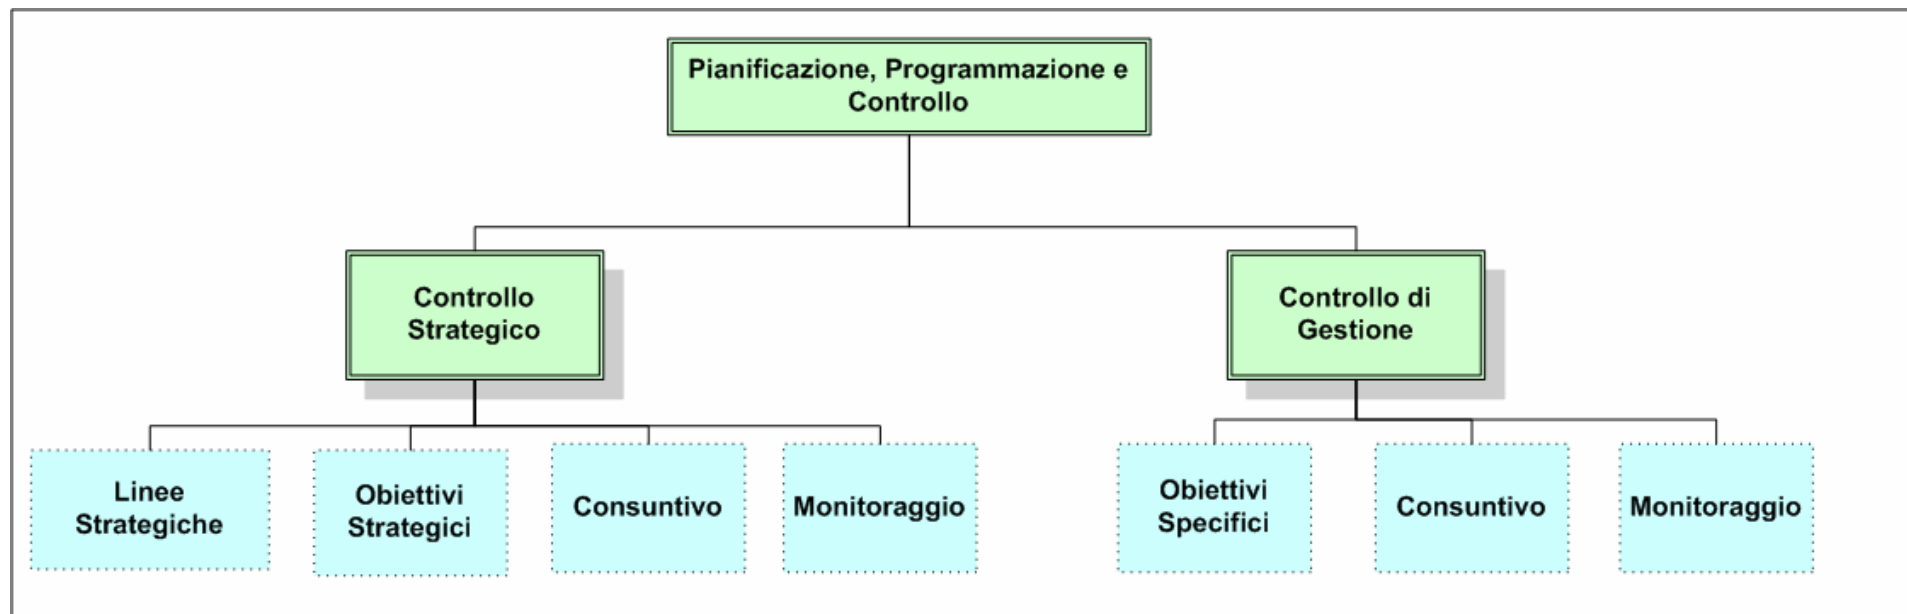 Pianificazione, Programmazione e
Controllo
Controllo
Strategico
Controllo di
Gestione
Linee
Strategiche
Obiettivi
Strategici
Consuntivo
Monitoraggio
Obiettivi
Specifici
Consuntivo
Monitoraggio